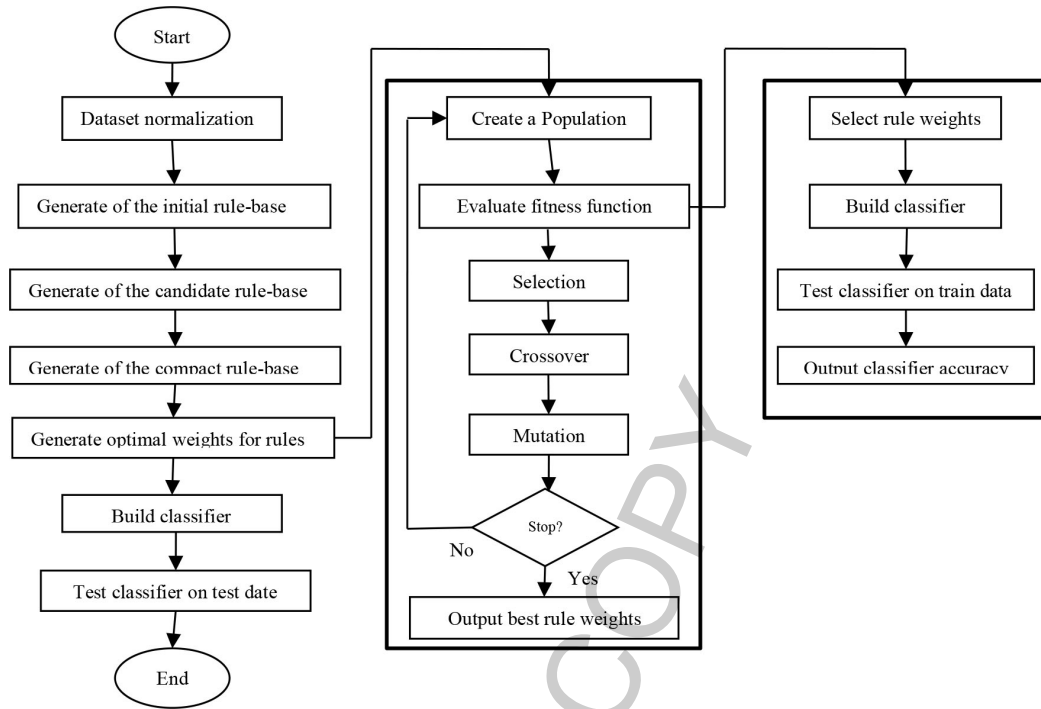 Start
Dataset normalization
Generate of the initial rule-base
Generate of the candidate rule-base
Generate of the compact rule-base
Generate optimal weights for rules
Build classifier
Test classifier on test date
End
Create a Population
Evaluate fitness function
Selection
Crossover
Mutation
Stop?
No
Yes
Output best rule weights
Select rule weights
Build classifier
Test classifier on train data
Output classifier accuracy
COPY